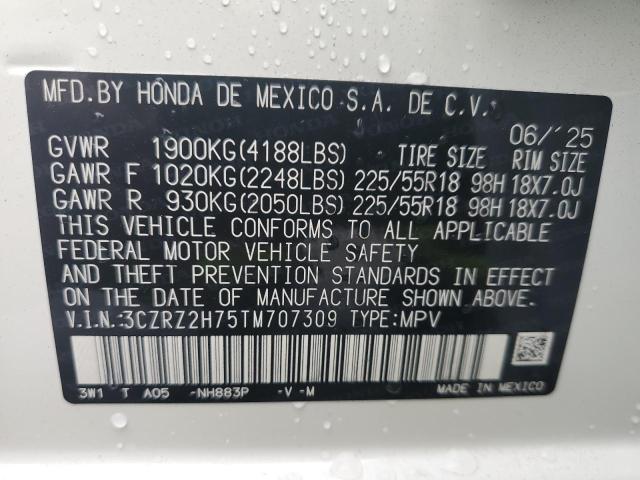 MFD.BY HONDA DE MEXICO S.A. DE C.V.
06/'25
GVWR 1900KG(4188LBS) TIRE SIZE RIM SIZE
GAWR F 1020KG(2248LBS) 225/55R18 98H 18X7.0J
GAWR R 930KG(2050LBS) 225/55R18 98H 18X7.0J
THIS VEHICLE CONFORMS TO ALL APPLICABLE
FEDERAL MOTOR VEHICLE SAFETY
AND THEFT PREVENTION STANDARDS IN EFFECT
ON THE DATE OF MANUFACTURE SHOWN ABOVE.
V.I.N.:3CZRZ2H75TM707309 TYPE:MPV
3W1 T A05 -NH883P -V -M
MADE IN MEXICO